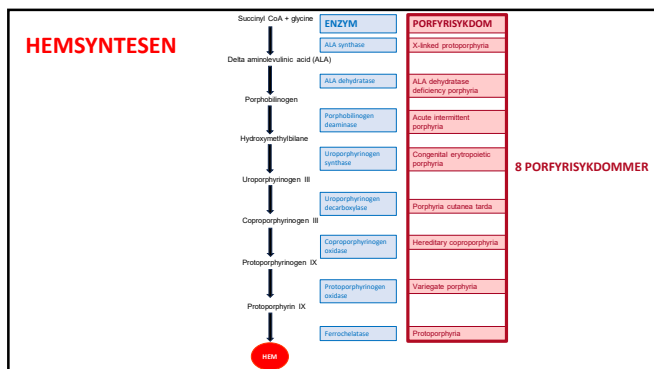 HEMSYNTESEN
Succinyl CoA + glycine
ENZYM
PORFYRISYKDOM
ALA synthase
X-linked protoporphyria
Delta aminolevulinic acid (ALA)
ALA dehydratase
ALA dehydratase
deficiency porphyria
Porphobilinogen
Porphobilinogen
deaminase
Acute intermittent
porphyria
Hydroxymethylbilane
Uroporphyrinogen
synthase
Congenital erytropoietic
porphyria
8 PORFYRISYKDOMMER
Uroporphyrinogen III
Uroporphyrinogen
decarboxylase
Porphyria cutanea tarda
Coproporphyrinogen III
Coproporphyrinogen
oxidase
Hereditary coproporphyria
Protoporphyrinogen IX
Protoporphyrinogen
oxidase
Variegate porphyria
Protoporphyrin IX
Ferrochelatase
Protoporphyria
HEM